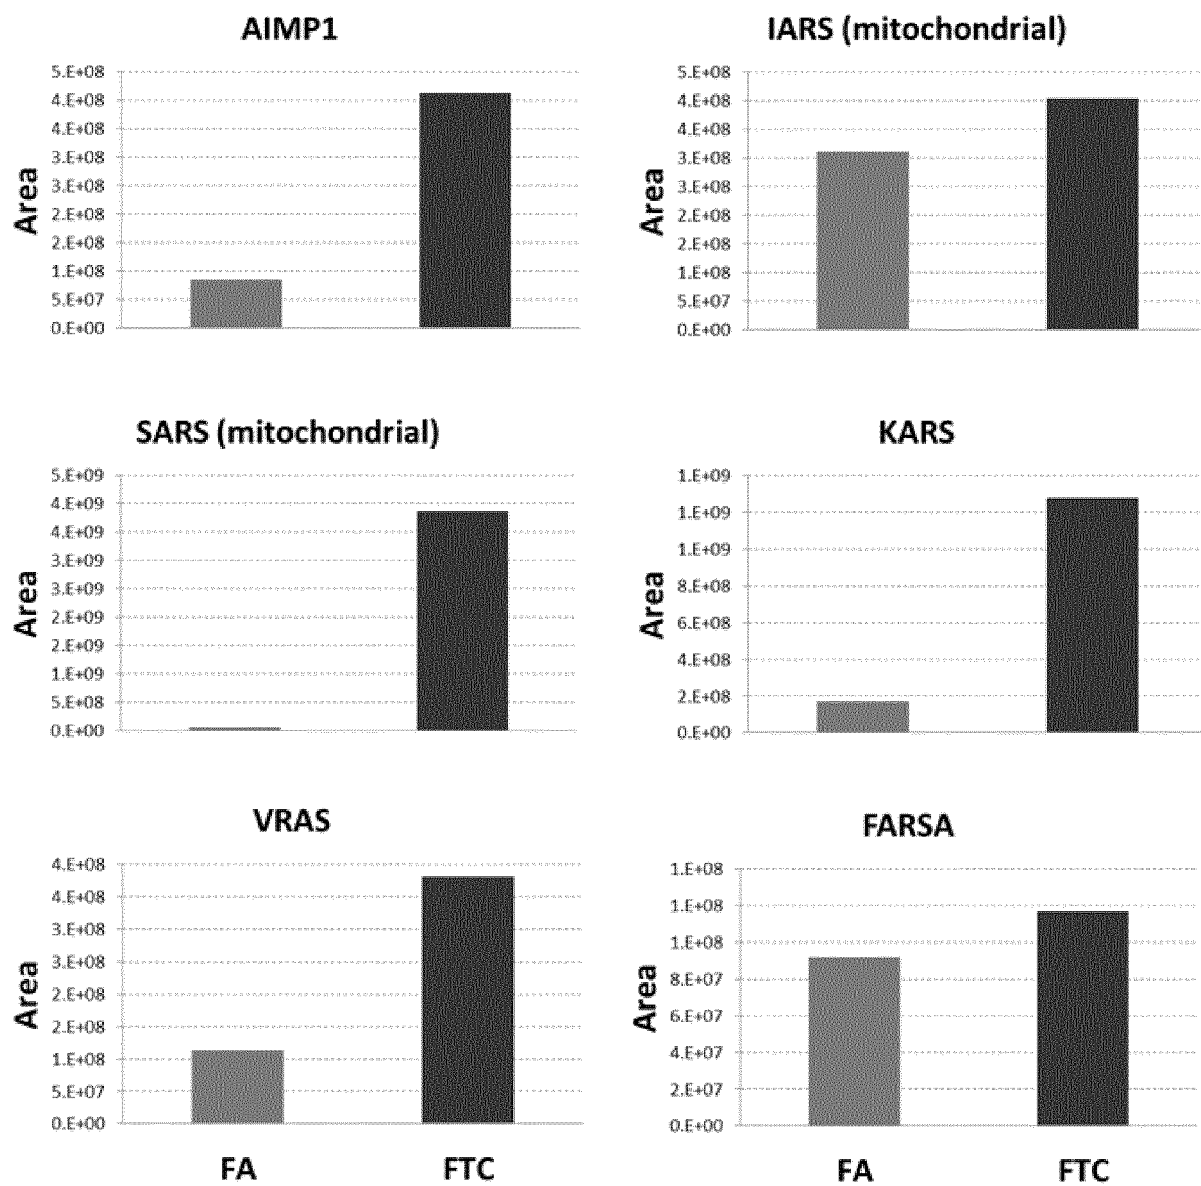 AIMP1
5.E+08
4.E+08
4.E+08
3.E+08
3.E+08
2.E+08
2.E+08
1.E+08
5.E+07
0.E+00
Area
IARS (mitochondrial)
5.E+08
4.E+08
4.E+08
3.E+08
3.E+08
2.E+08
2.E+08
1.E+08
5.E+07
0.E+00
Area
SARS (mitochondrial)
5.E+09
4.E+09
4.E+09
3.E+09
3.E+09
2.E+09
2.E+09
1.E+09
5.E+08
0.E+00
Area
KARS
1.E+09
1.E+09
1.E+09
8.E+08
6.E+08
4.E+08
2.E+08
0.E+00
Area
VRAS
4.E+08
4.E+08
3.E+08
3.E+08
2.E+08
2.E+08
1.E+08
5.E+07
0.E+00
Area
FA
FTC
FARSA
1.E+08
1.E+08
1.E+08
8.E+07
6.E+07
4.E+07
2.E+07
0.E+00
Area
FA
FTC